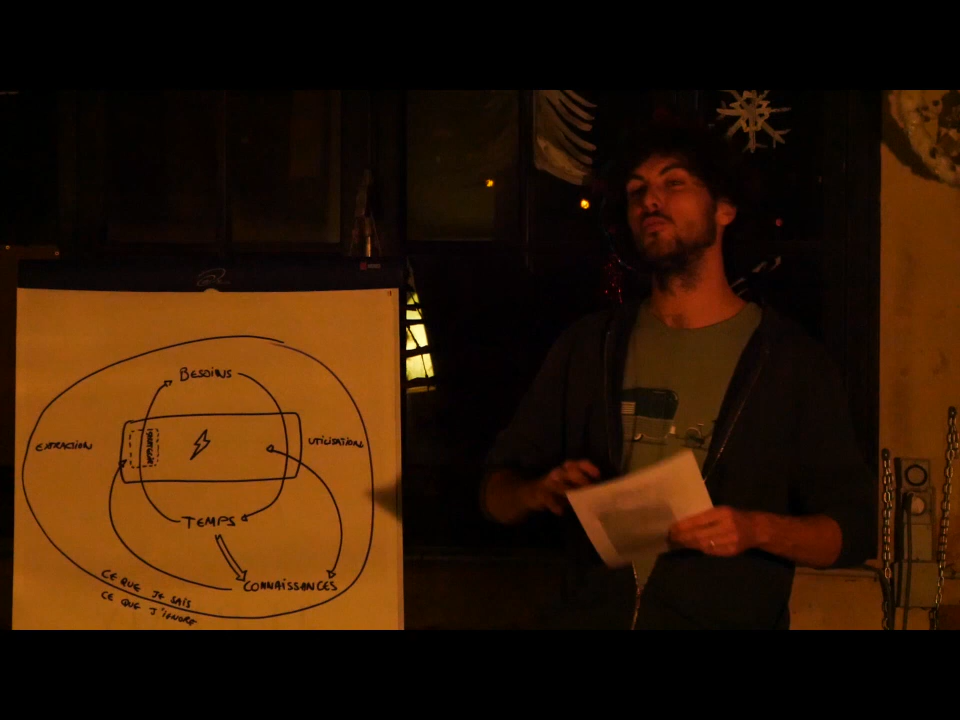 BESOINS
EXTRACTION
UTILISATION
TEMPS
CONNAISSANCES
CE QUE JE SAIS
CE QUE J'IGNORE